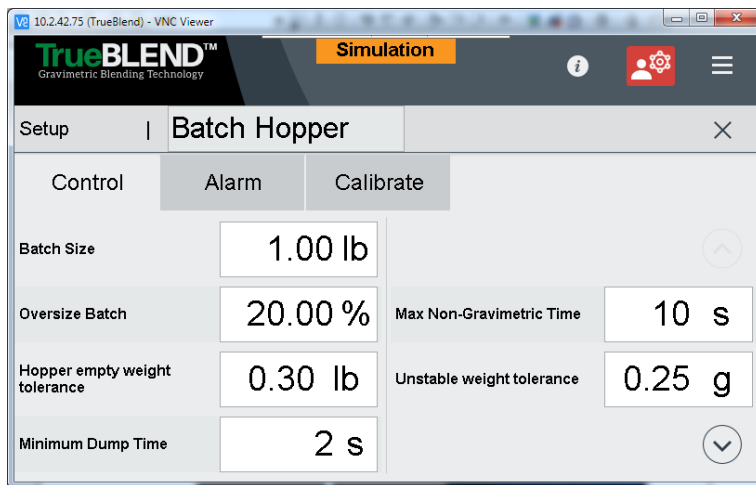 V2 10.2.42.75 (TrueBlend) - VNC Viewer
TrueBLEND™
Gravimetric Blending Technology
Simulation
i
Setup | Batch Hopper
Control Alarm Calibrate
Batch Size 1.00 lb
Oversize Batch 20.00 % Max Non-Gravimetric Time 10 s
Hopper empty weight
tolerance 0.30 lb Unstable weight tolerance 0.25 g
Minimum Dump Time 2 s